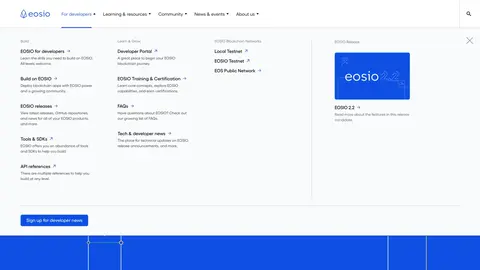 eosio
For developers
Learning & resources
Community
News & events
About us
Build
EOSIO for developers
Learn the skills you need to build on EOSIO.
All levels welcome.
Build on EOSIO
Deploy blockchain apps with EOSIO power
and a growing community.
EOSIO releases
View latest releases, GitHub repositories
and news for all of your EOSIO products
and more.
Tools & SDKs
EOSIO offers you an abundance of tools
and SDKs to help you build!
API references
There are multiple references to help you
build at any level.
Learn & Grow
Developer Portal
A great place to begin your EOSIO
blockchain journey.
EOSIO Training & Certification
Learn core concepts, explore EOSIO
capabilities, and earn certifications.
FAQs
Have questions about EOSIO? Check out
our growing list of FAQs.
Tech & developer news
The place for technical updates on EOSIO,
release announcements, and more.
EOSIO Blockchain Networks
Local Testnet
EOSIO Testnet
EOS Public Network
EOSIO Release
eosio 2.2
EOSIO 2.2
Read more about the features in this release
candidate.
Sign up for developer news